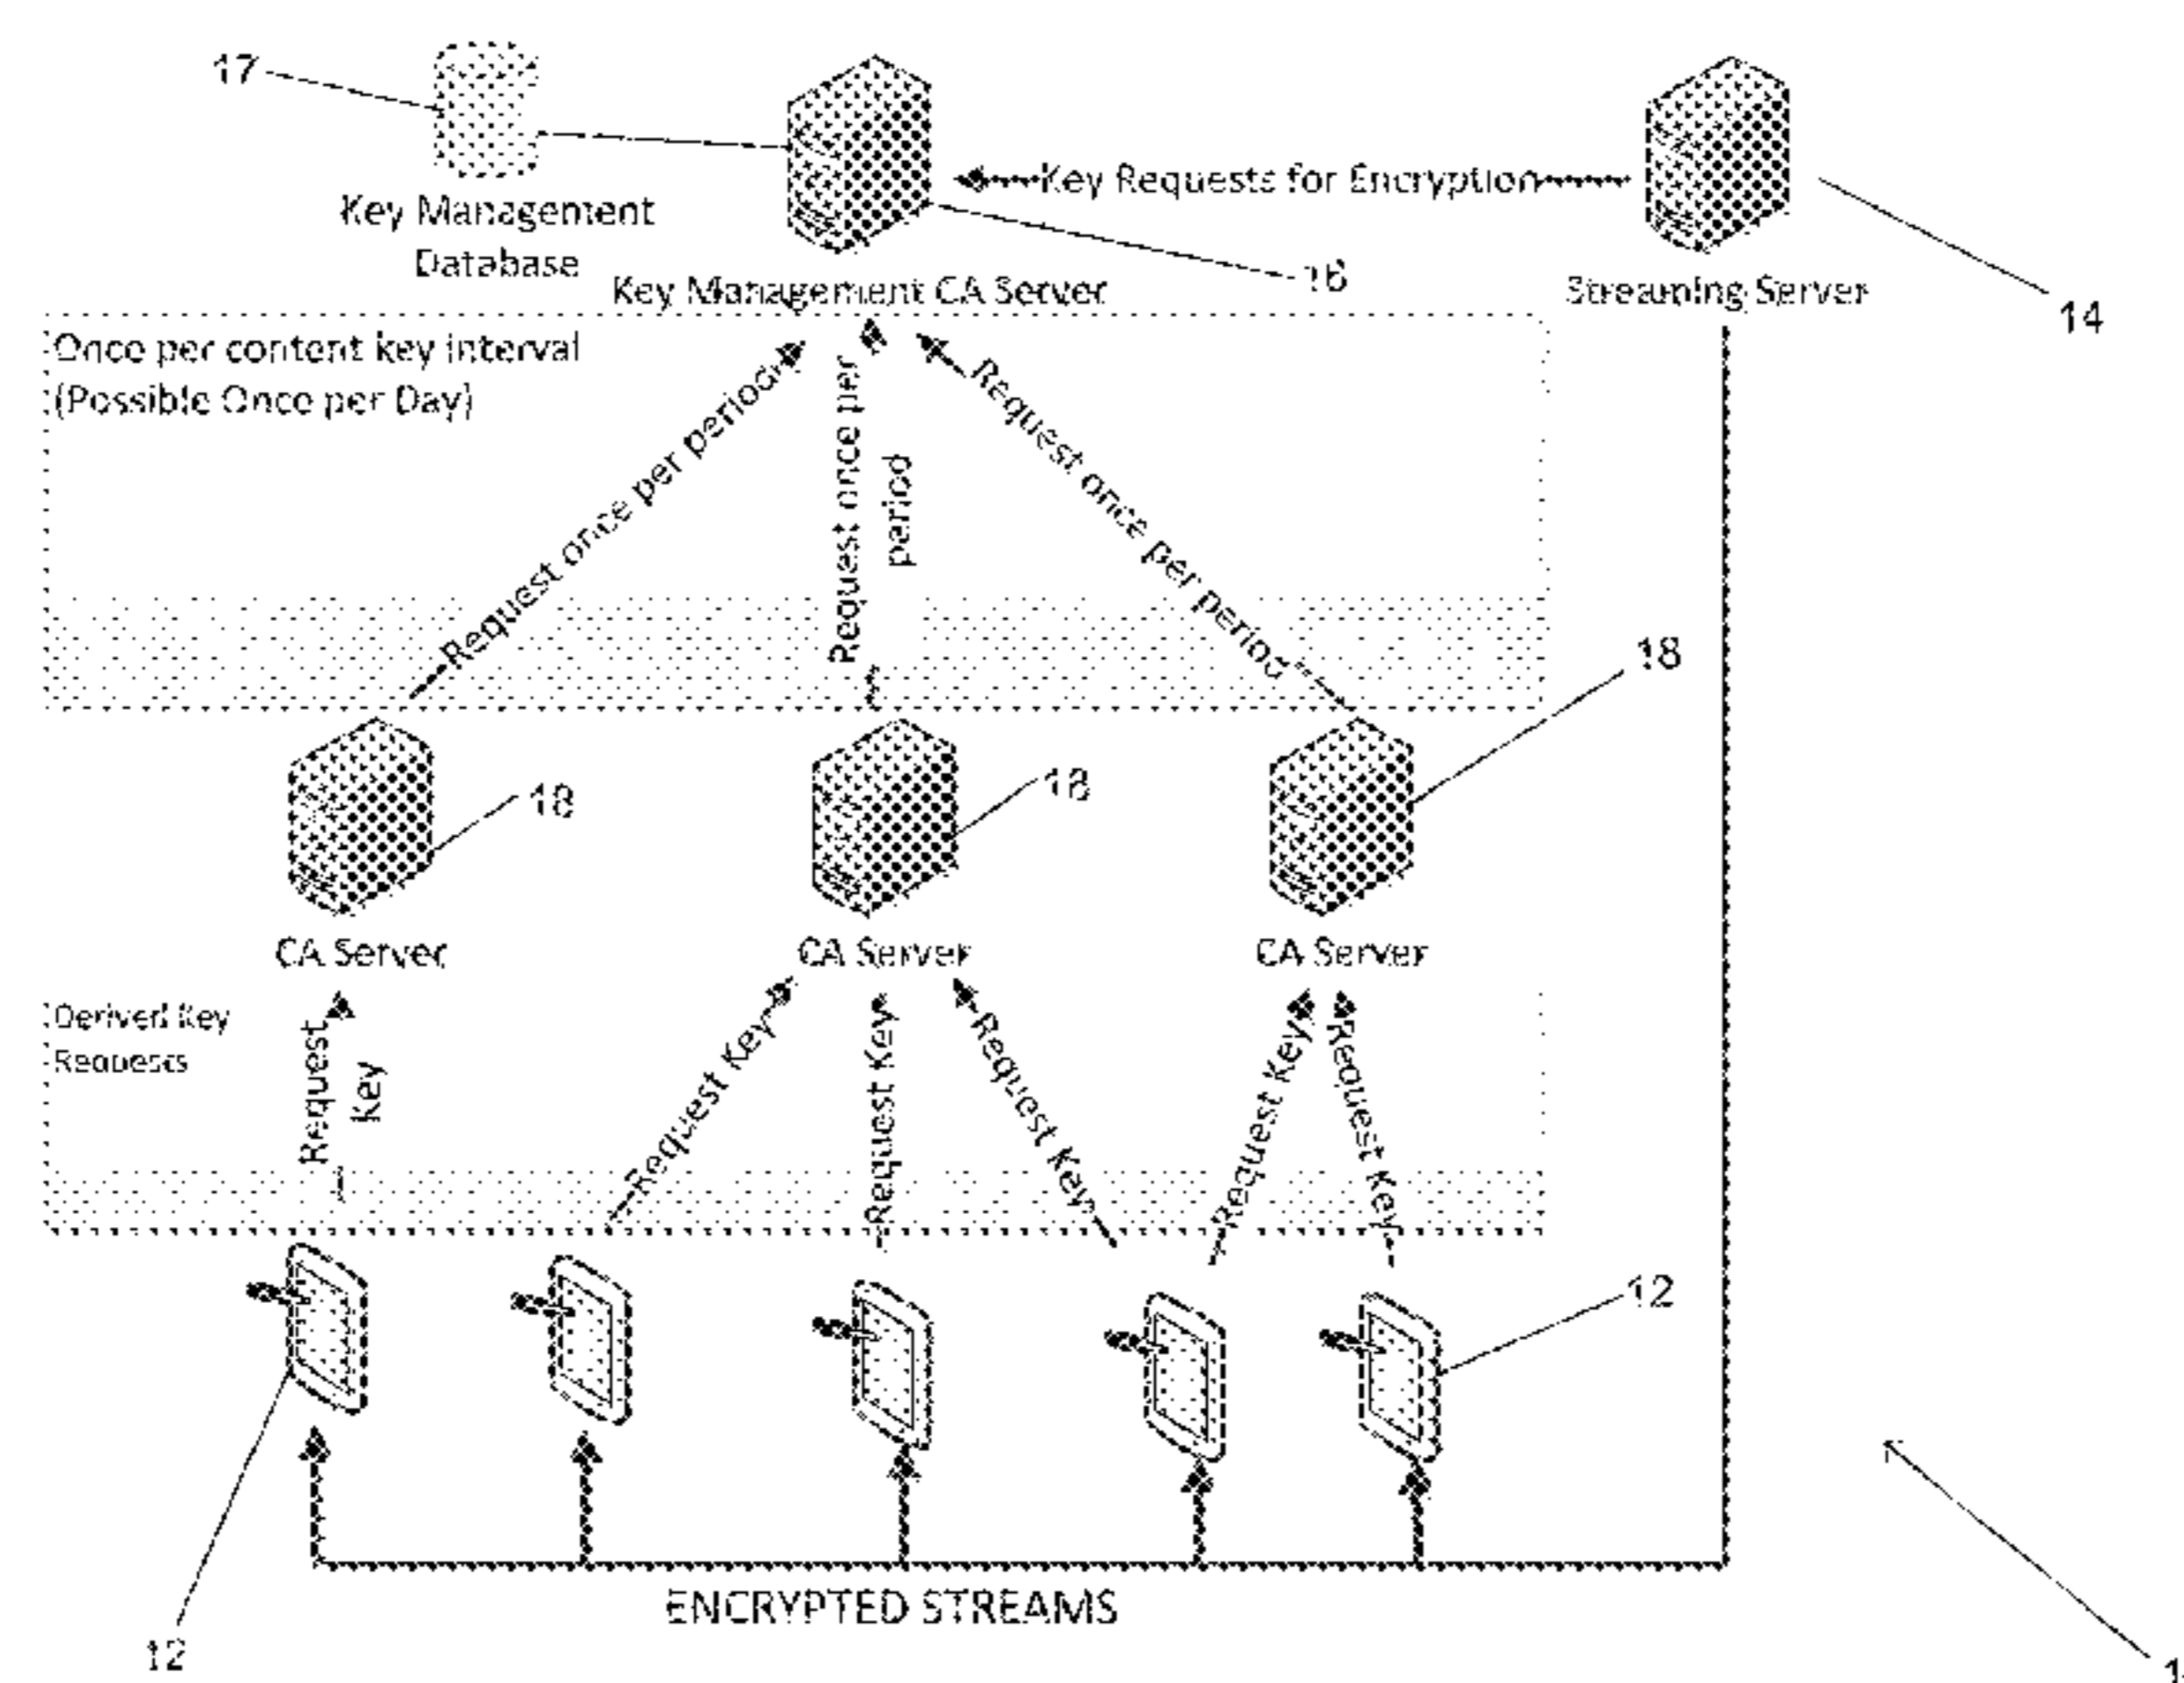 17
Key Management
Database
Key Requests for Encryption
16
Key Management CA Server
Streaming Server
14
Once per content key interval
(Possible Once per Day)
Request once per period
Request once per
period
Request once per period
18
18
18
CA Server
CA Server
CA Server
Derived Key
Requests
Request
Key
Request Key
Request Key
Request Key
Request Key
Request Key
12
ENCRYPTED STREAMS
12